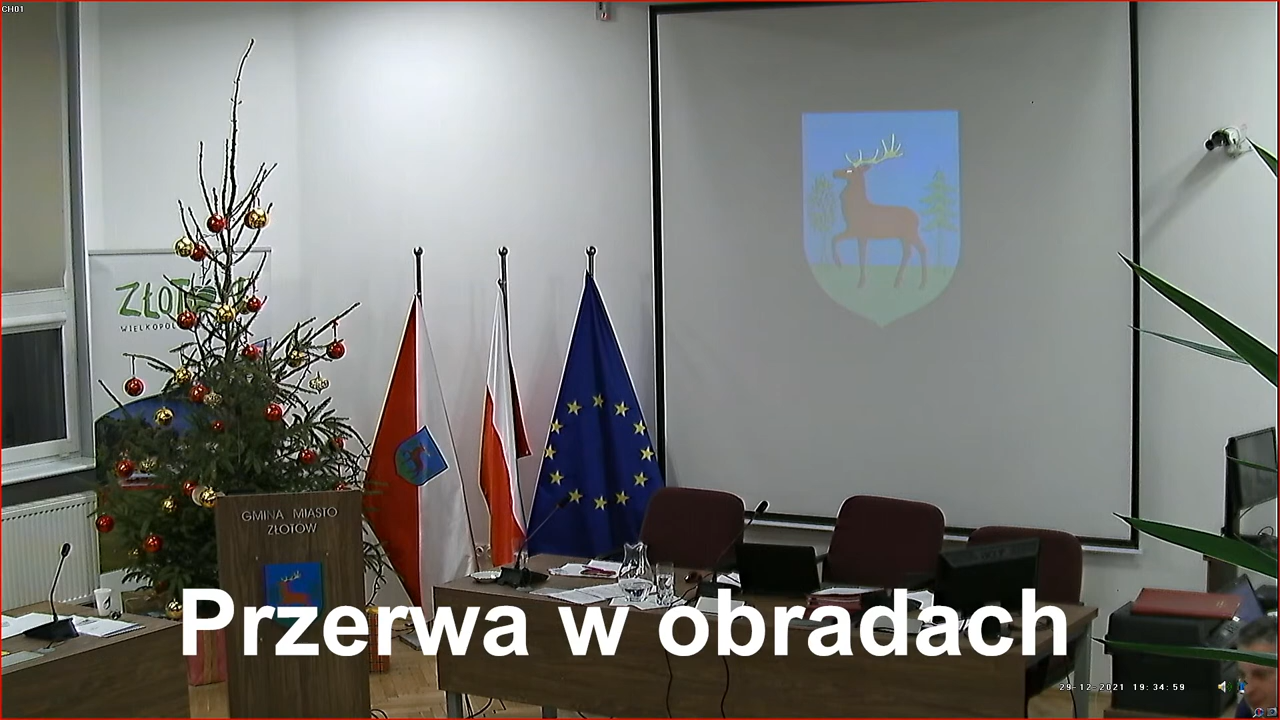 CH01
ZŁOT
WIELKOPOL
GMINA MIASTO
ZŁOTÓW
Przerwa w obradach
29-12-2021 19:34:59